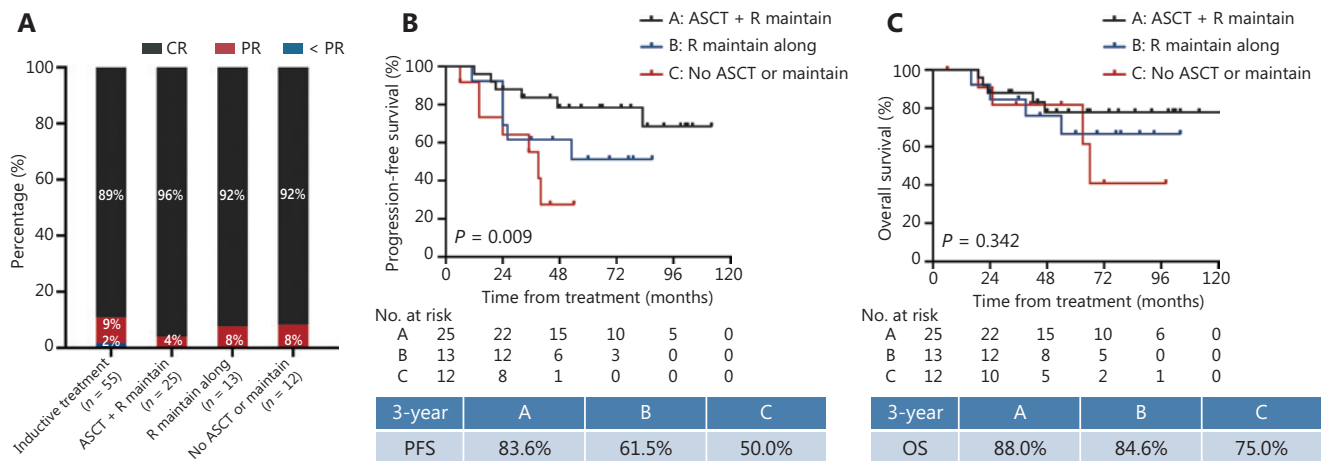 A
CR
PR
< PR
Percentage (%)
100
80
60
40
20
0
89%
9%
2%
96%
4%
92%
8%
92%
8%
Inductive treatment
(n = 55)
ASCT + R maintain
(n = 25)
R maintain along
(n = 13)
No ASCT or maintain
(n = 12)
B
A: ASCT + R maintain
B: R maintain along
C: No ASCT or maintain
Progression-free survival (%)
100
80
60
40
80
0
P = 0.009
0 24 48 72 96 120
Time from treatment (months)
No. at risk
A 25 22 15 10 5 0
B 13 12 6 3 0 0
C 12 8 1 0 0 0
3-year A B C
PFS 83.6% 61.5% 50.0%
C
A: ASCT + R maintain
B: R maintain along
C: No ASCT or maintain
Overall survival (%)
100
80
60
40
80
0
P = 0.342
0 24 48 72 96 120
Time from treatment (months)
No. at risk
A 25 22 15 10 6 0
B 13 12 8 5 0 0
C 12 10 5 2 1 0
3-year A B C
OS 88.0% 84.6% 75.0%